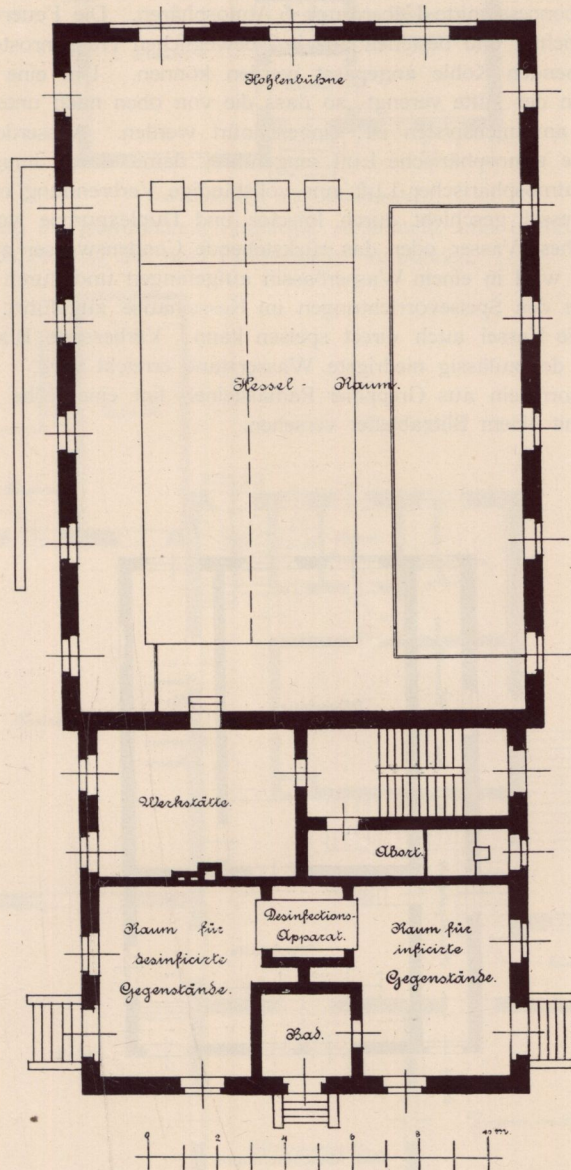 Kohlenbühne
Kessel - Raum.
Werkstätte.
Abort.
Raum für
desinficirte
Gegenstände.
Desinfections-
Apparat.
Raum für
inficirte
Gegenstände.
Bad.
0 2 4 6 8 10 m.